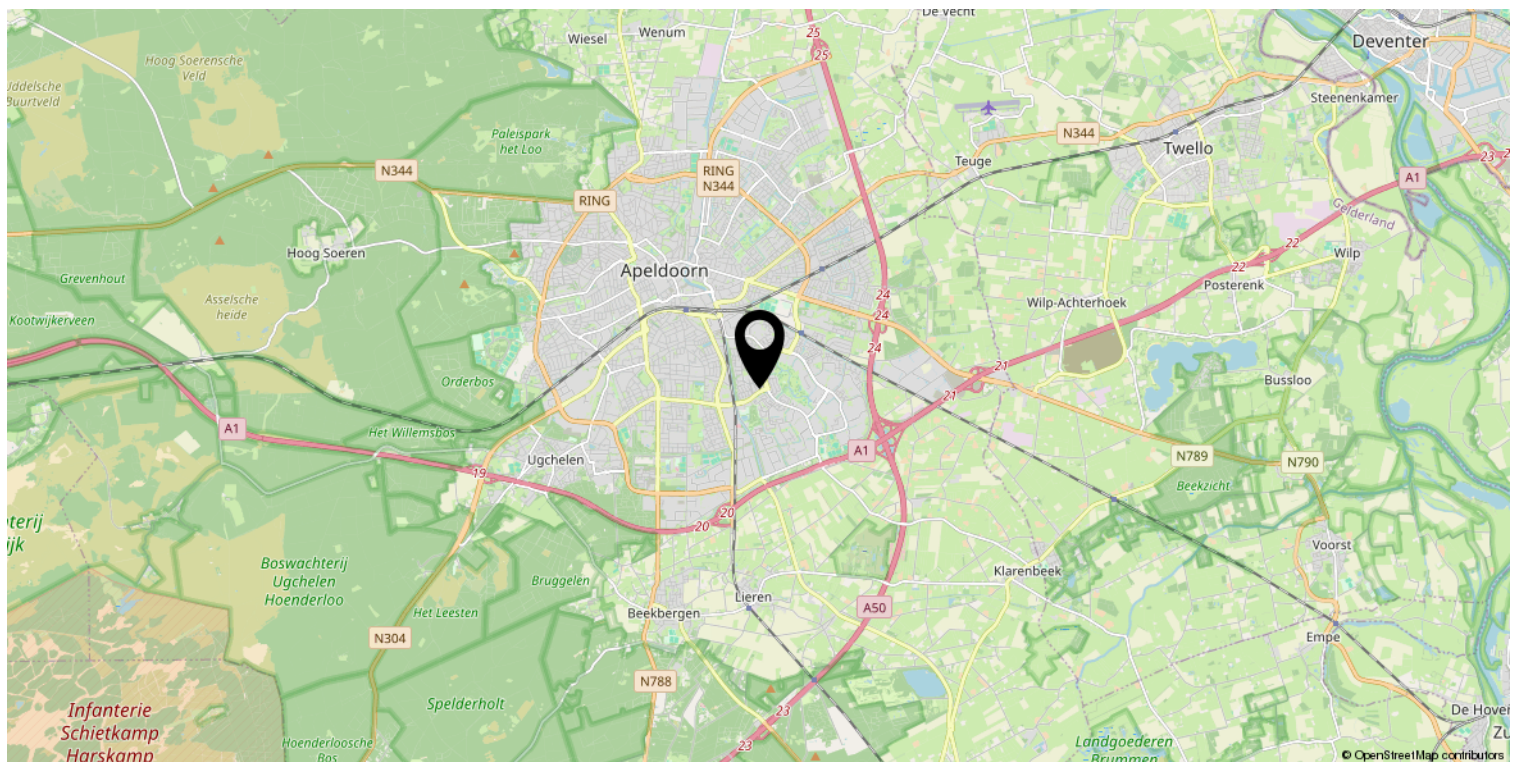 De Vecht
Wiesel
Wenum
25
25
Deventer
Hoog Soerensche
Veld
Uddelsche
Buurtveld
Steenenkamer
Paleispark
het Loo
N344
Twello
Teuge
23
N344
RING
N344
A1
RING
Gelderland
22
Hoog Soeren
Wilp
22
Apeldoorn
Grevenhout
Posterenk
24
Asselsche
heide
Wilp-Achterhoek
Kootwijkerveen
24
24
21
Orderbos
Bussloo
21
A1
Het Willemsbos
A1
N789
N790
Ugchelen
19
Beekzicht
20
20
Voorst
Boswachterij
Ugchelen
Hoenderloo
Klarenbeek
Bruggelen
Lieren
Het Leesten
Beekbergen
A50
N304
Empe
N788
Spelderholt
Infanterie
Schietkamp
Harskamp
23
De Hoven
23
Hoenderloosche
Bos
Landgoederen
Brummen
© OpenStreetMap contributors